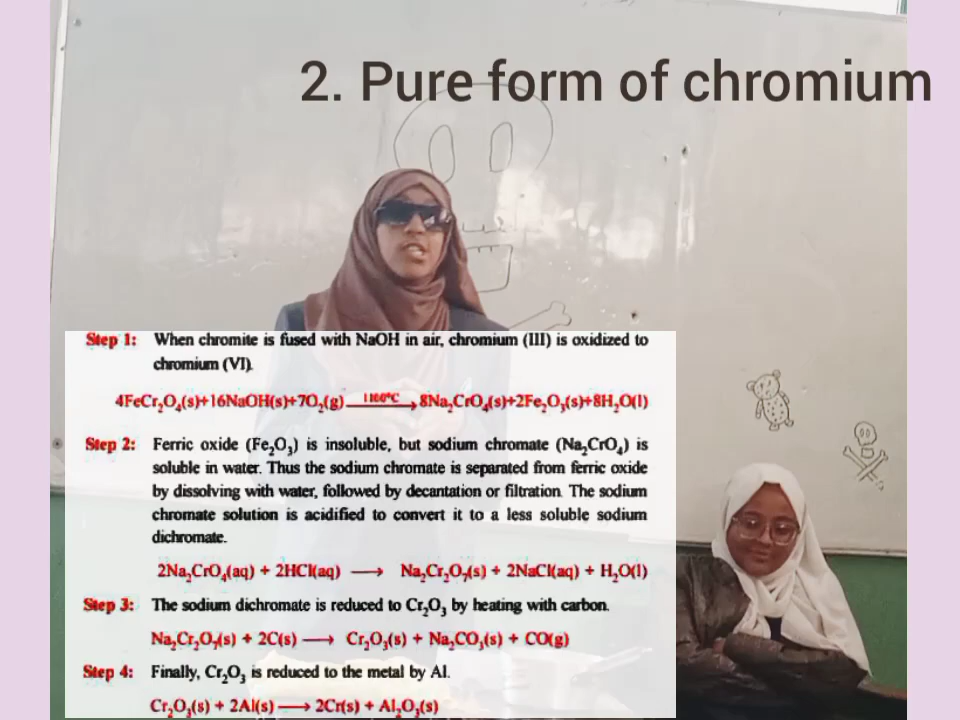 2. Pure form of chromium
Step 1: When chromite is fused with NaOH in air, chromium (III) is oxidized to
chromium (VI).
4FeCr₂O₄(s)+16NaOH(s)+7O₂(g) 1100°C → 8Na₂CrO₄(s)+2Fe₂O₃(s)+8H₂O(l)
Step 2: Ferric oxide (Fe₂O₃) is insoluble, but sodium chromate (Na₂CrO₄) is
soluble in water. Thus the sodium chromate is separated from ferric oxide
by dissolving with water, followed by decantation or filtration. The sodium
chromate solution is acidified to convert it to a less soluble sodium
dichromate.
2Na₂CrO₄(aq) + 2HCl(aq) ⟶ Na₂Cr₂O₇(s) + 2NaCl(aq) + H₂O(l)
Step 3: The sodium dichromate is reduced to Cr₂O₃ by heating with carbon.
Na₂Cr₂O₇(s) + 2C(s) ⟶ Cr₂O₃(s) + Na₂CO₃(s) + CO(g)
Step 4: Finally, Cr₂O₃ is reduced to the metal by Al.
Cr₂O₃(s) + 2Al(s) ⟶ 2Cr(s) + Al₂O₃(s)